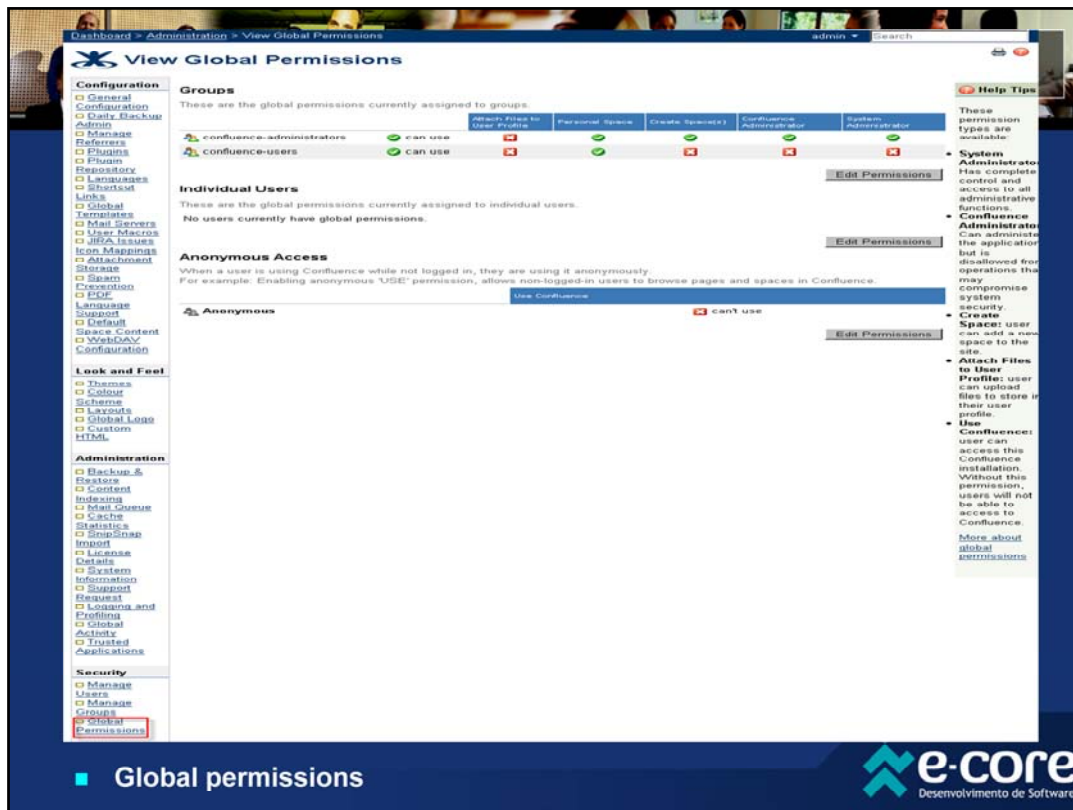 Dashboard > Administration > View Global Permissions
admin
Search
View Global Permissions
Configuration
General
Configuration
Daily Backup
Admin
Manage
Referrers
Plugins
Plugin
Repository
Languages
Shortcut
Links
Global
Templates
Mail Servers
User Macros
JIRA Issues
Icon Mappings
Attachment
Storage
Spam
Prevention
PDF
Language
Support
Default
Space Content
WebDAV
Configuration
Look and Feel
Themes
Colour
Scheme
Layouts
Global Logo
Custom
HTML
Administration
Backup &
Restore
Content
Indexing
Mail Queue
Cache
Statistics
SnipSnap
Import
License
Details
System
Information
Support
Request
Logging and
Profiling
Global
Activity
Trusted
Applications
Security
Manage
Users
Manage
Groups
Global
Permissions
Groups
These are the global permissions currently assigned to groups.
Attach Files to
User Profile
Personal Space
Create Space(s)
Confluence
Administrator
System
Administrator
confluence-administrators can use
confluence-users can use
Edit Permissions
Individual Users
These are the global permissions currently assigned to individual users.
No users currently have global permissions.
Edit Permissions
Anonymous Access
When a user is using Confluence while not logged in, they are using it anonymously.
For example: Enabling anonymous 'USE' permission, allows non-logged-in users to browse pages and spaces in Confluence.
Use Confluence
Anonymous can't use
Edit Permissions
Help Tips
These
permission
types are
available:
System
Administrato
Has complete
control and
access to all
administrative
functions.
Confluence
Administrato
Can administe
the application
but is
disallowed fro
operations tha
may
compromise
system
security.
Create
Space: user
can add a new
space to the
site.
Attach Files
to User
Profile: user
can upload
files to store i
their user
profile.
Use
Confluence:
user can
access this
Confluence
installation.
Without this
permission,
users will not
be able to
access to
Confluence.
More about
global
permissions
Global permissions
e-core
Desenvolvimento de Software